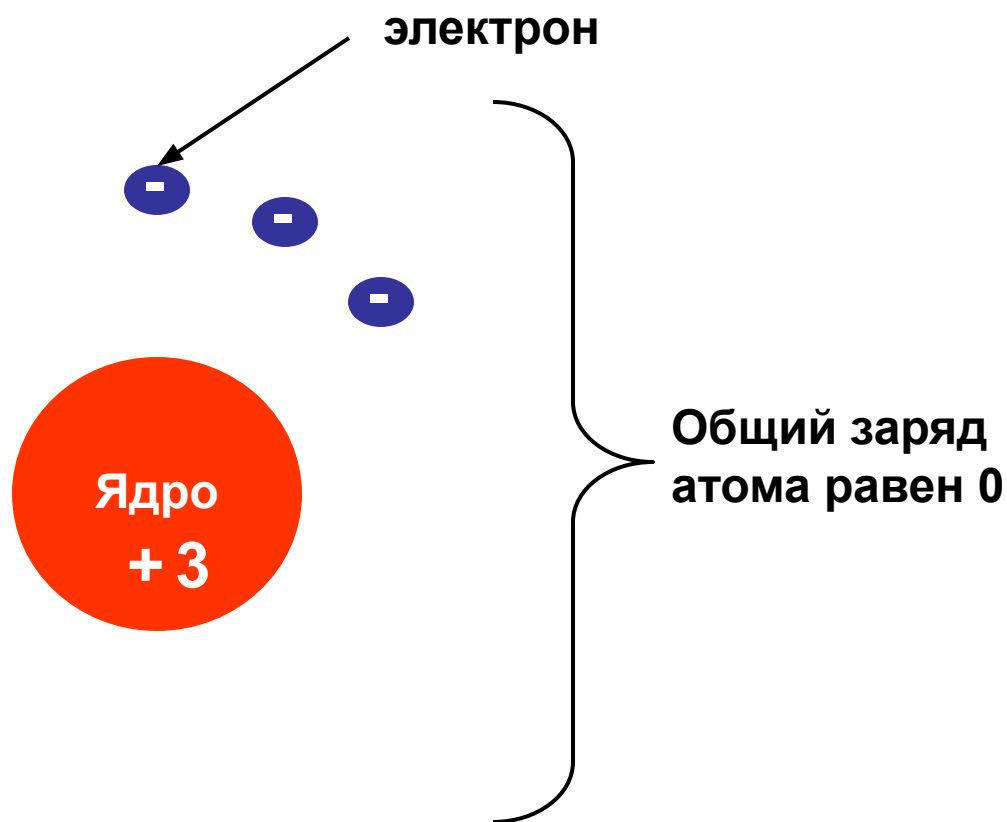 электрон
-
-
-
Общий заряд
атома равен 0
Ядро
+ 3